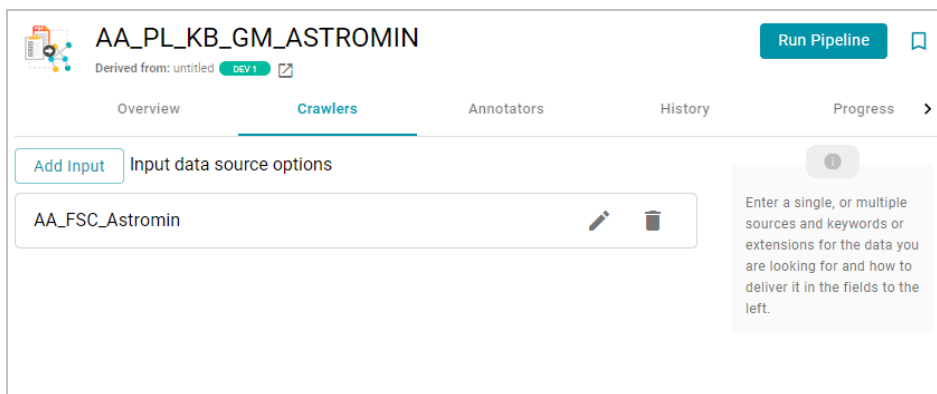 AA_PL_KB_GM_ASTROMIN
Run Pipeline
Derived from: untitled DEV 1
Overview
Crawlers
Annotators
History
Progress
Add Input
Input data source options
AA_FSC_Astromin
Enter a single, or multiple
sources and keywords or
extensions for the data you
are looking for and how to
deliver it in the fields to the
left.